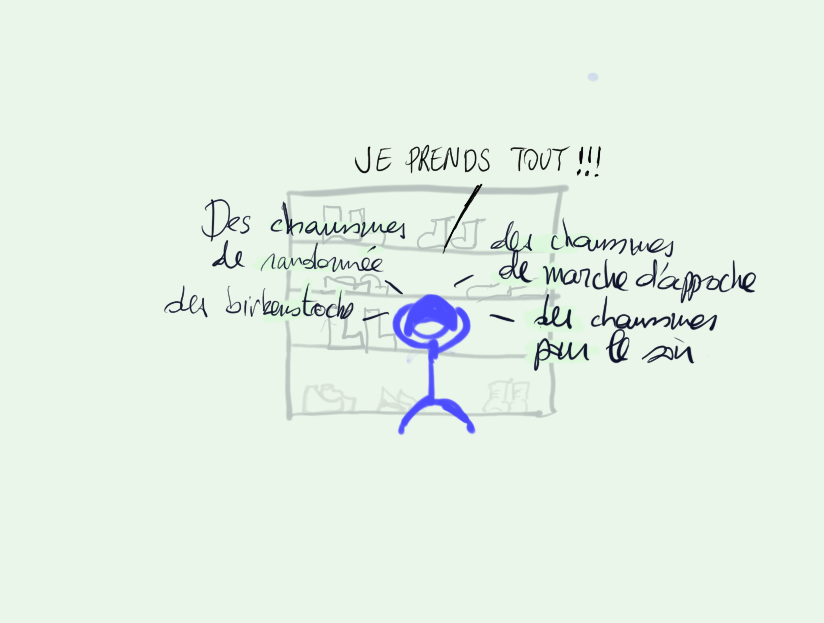 JE PRENDS TOUT !!!
Des chaussures
de randonnée
des birkenstocks
des chaussures
de marche d'approche
des chaussures
pour le soir